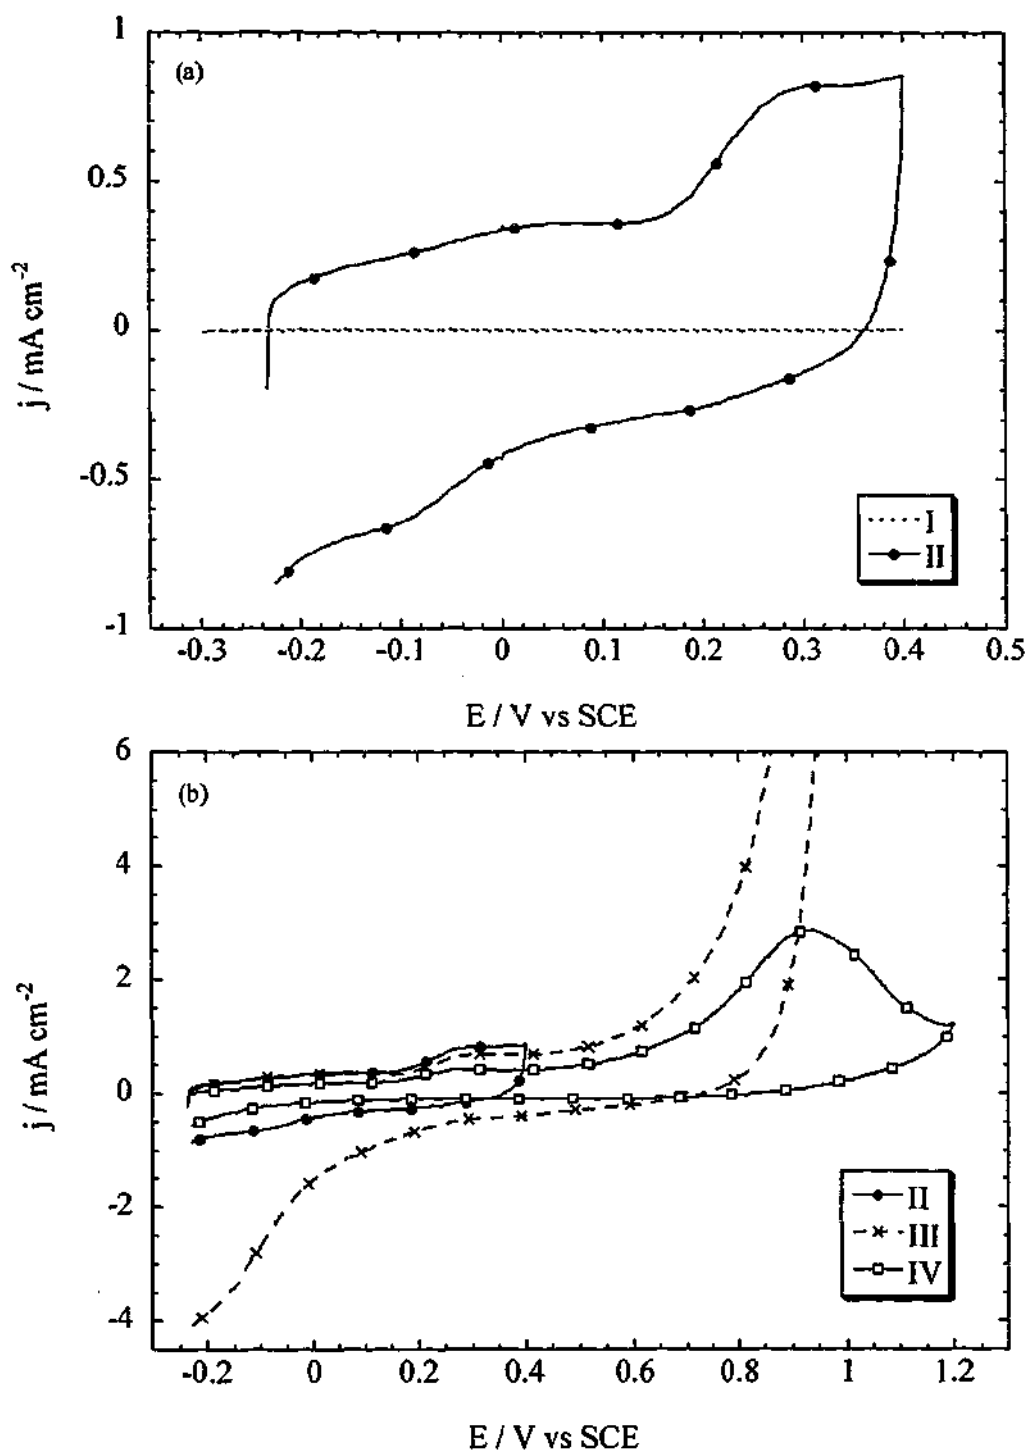 1
(a)
0.5
0
-0.5
-1
j / mA cm-2
I
II
-0.3 -0.2 -0.1 0 0.1 0.2 0.3 0.4 0.5
E / V vs SCE
6
(b)
4
2
0
-2
-4
j / mA cm-2
II
III
IV
-0.2 0 0.2 0.4 0.6 0.8 1 1.2
E / V vs SCE